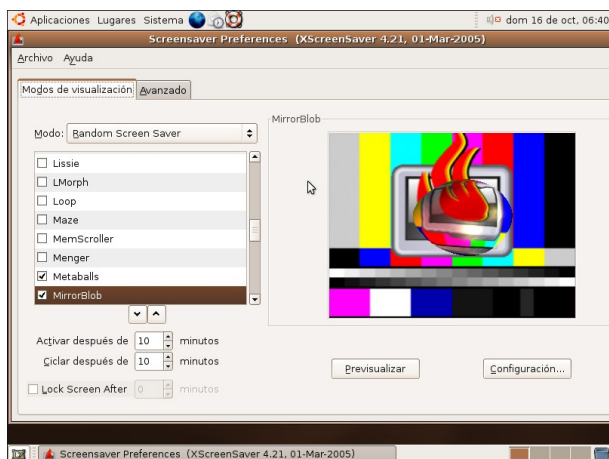 Aplicaciones Lugares Sistema dom 16 de oct, 06:40
Screensaver Preferences (XScreenSaver 4.21, 01-Mar-2005)
Archivo Ayuda
Modos de visualización Avanzado
Modo: Random Screen Saver
Lissie
LMorph
Loop
Maze
MemScroller
Menger
Metaballs
MirrorBlob
Activar después de 10 minutos
Ciclar después de 10 minutos
Lock Screen After 0 minutos
MirrorBlob
Previsualizar Configuración...
Screensaver Preferences (XScreenSaver 4.21, 01-Mar-2005)